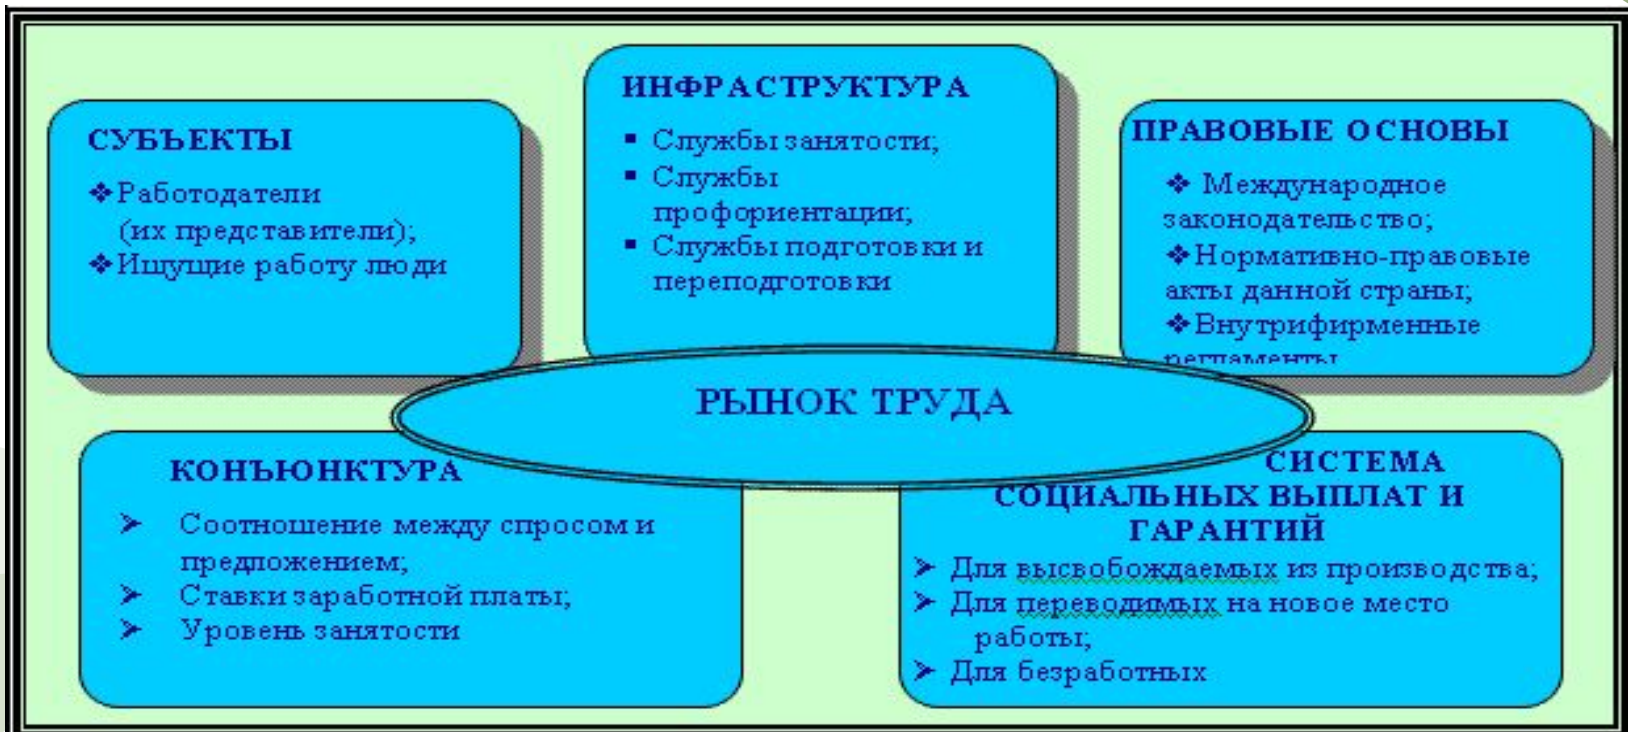 СУБЪЕКТЫ
❖Работодатели
(их представители);
❖Ищущие работу люди
ИНФРАСТРУКТУРА
▪ Службы занятости;
▪ Службы
профориентации;
▪ Службы подготовки и
переподготовки
ПРАВОВЫЕ ОСНОВЫ
❖ Международное
законодательство;
❖Нормативно-правовые
акты данной страны;
❖Внутрифирменные
регламенты
РЫНОК ТРУДА
КОНЪЮНКТУРА
➢ Соотношение между спросом и
предложением;
➢ Ставки заработной платы;
➢ Уровень занятости
СИСТЕМА
СОЦИАЛЬНЫХ ВЫПЛАТ И
ГАРАНТИЙ
➢ Для высвобождаемых из производства;
➢ Для переводимых на новое место
работы;
➢ Для безработных